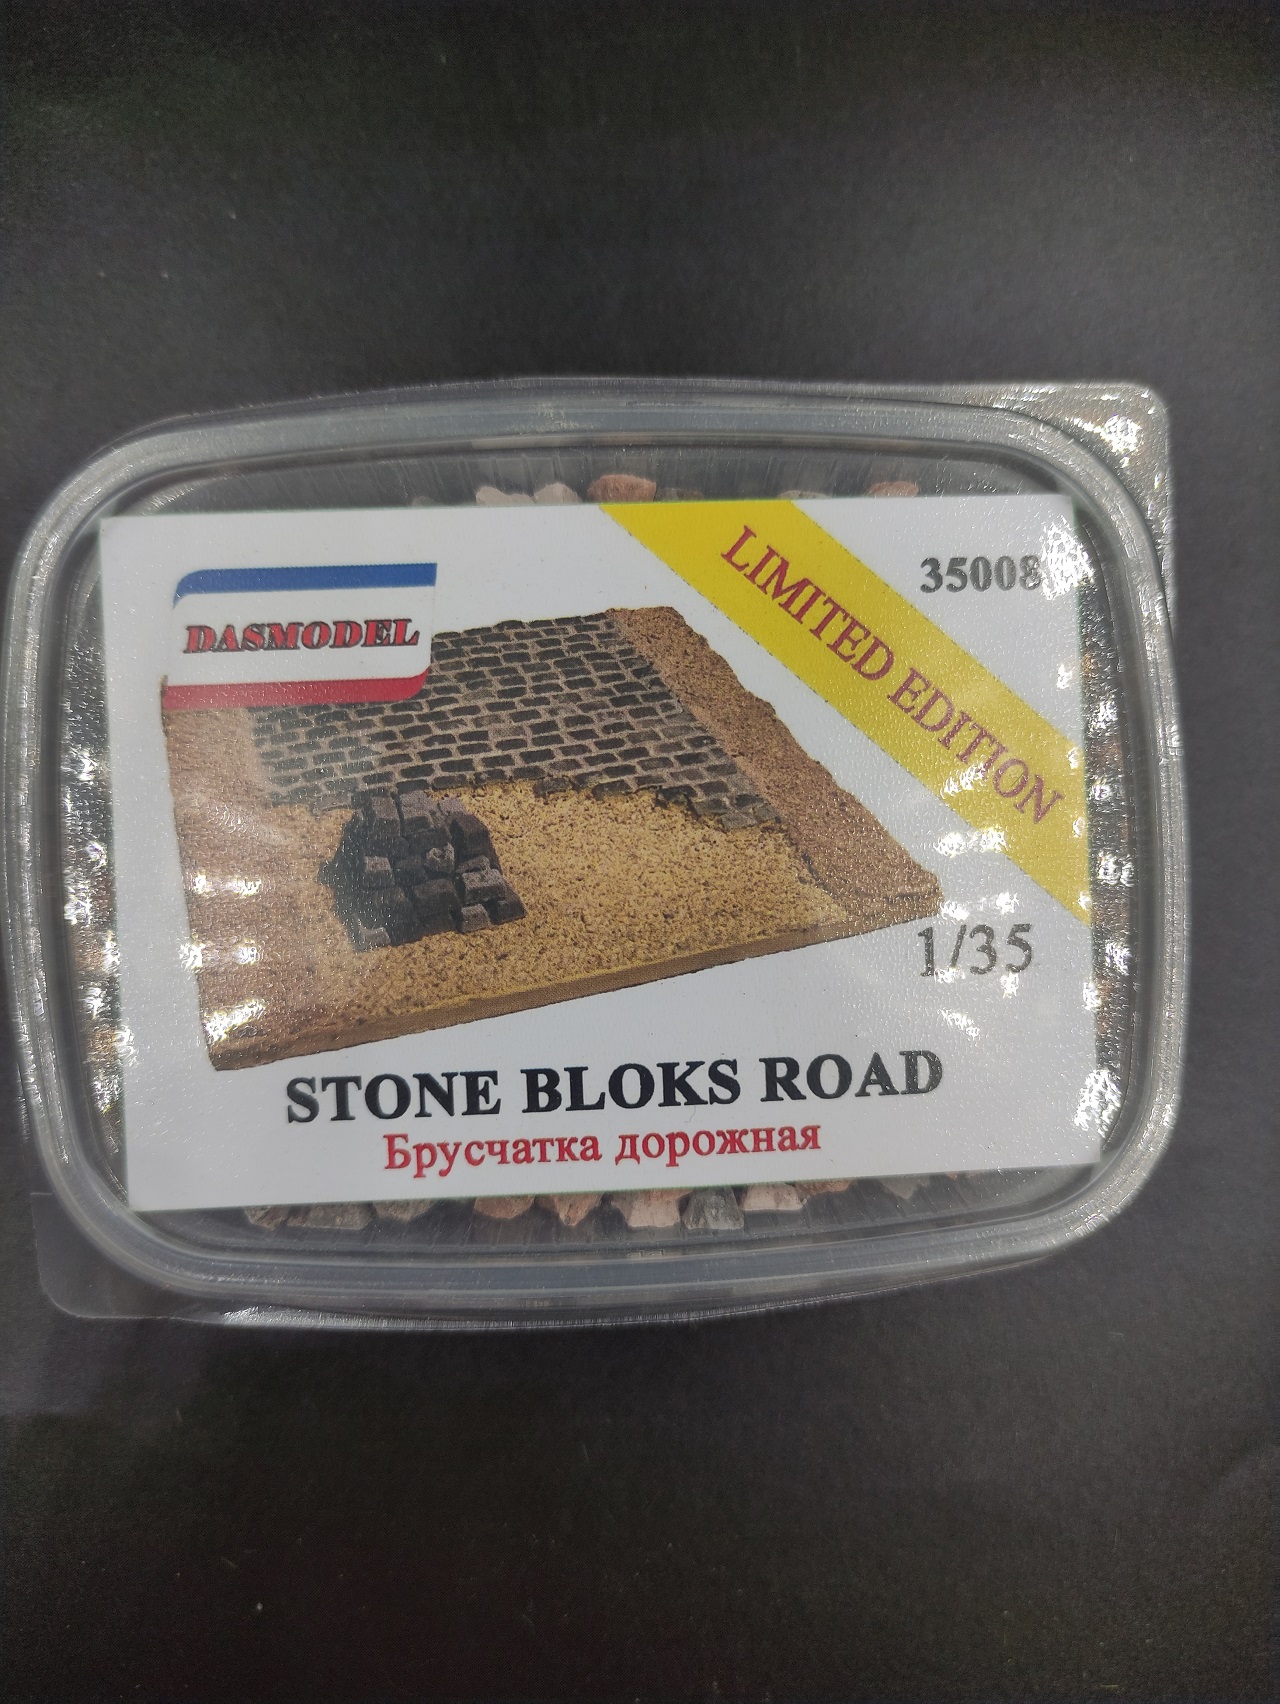 DASMODEL
LIMITED EDITION
35008
1/35
STONE BLOKS ROAD
Брусчатка дорожная